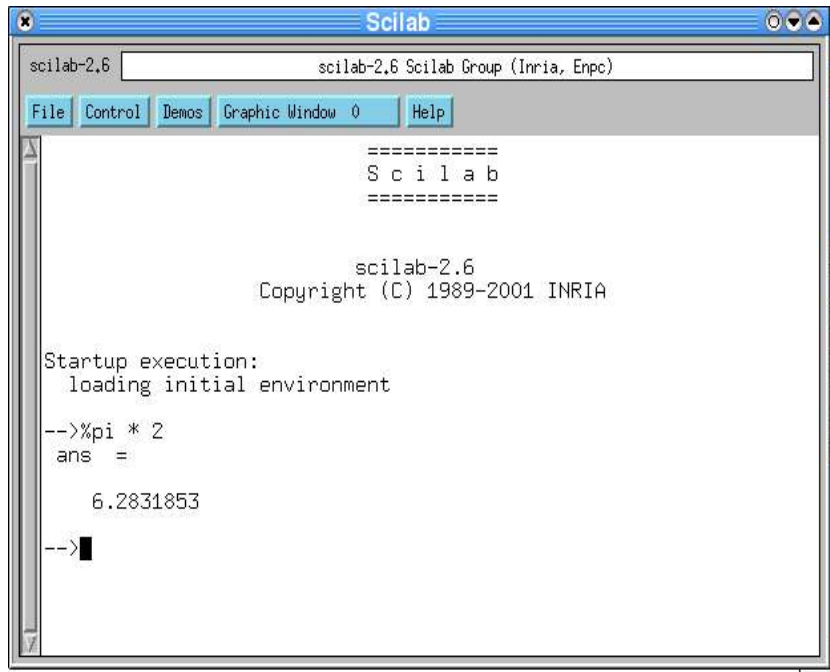 Scilab
scilab-2.6 scilab-2.6 Scilab Group (Inria, Enpc)
File Control Demos Graphic Window 0 Help
===========
S c i l a b
===========
scilab-2.6
Copyright (C) 1989-2001 INRIA
Startup execution:
loading initial environment
-->%pi * 2
ans =
6.2831853
-->